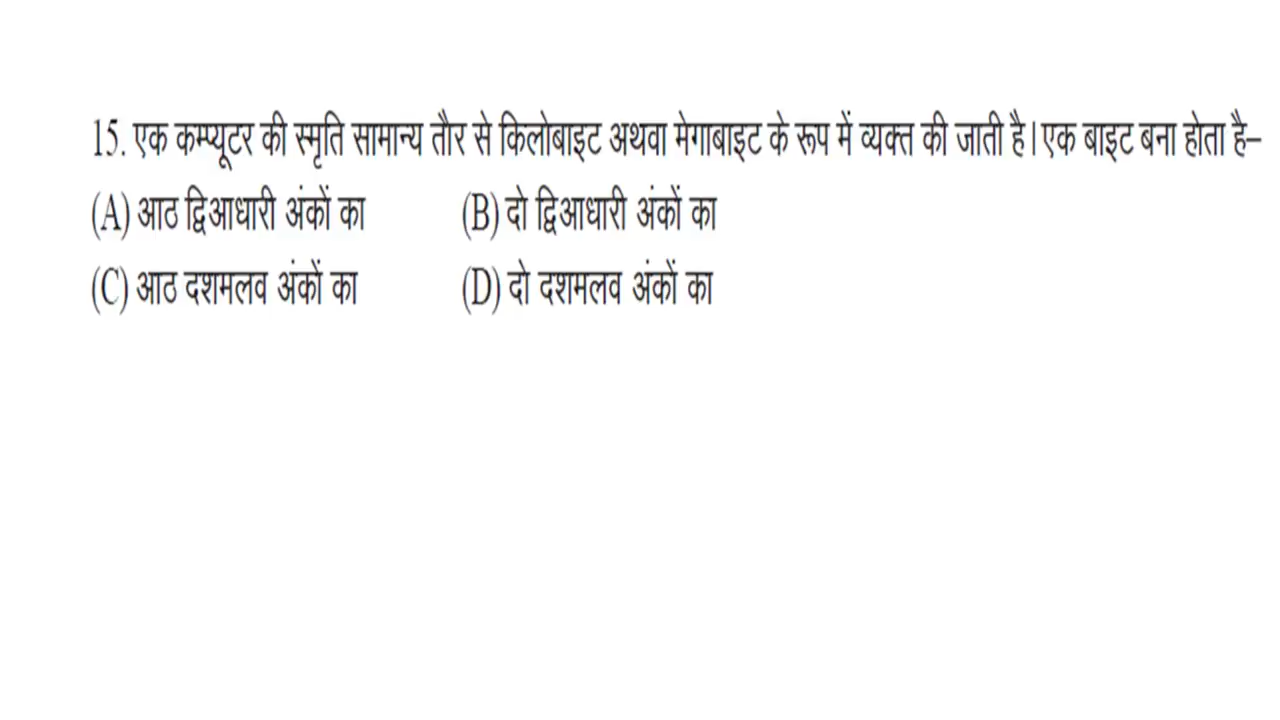 15. एक कम्प्यूटर की स्मृति सामान्य तौर से किलोबाइट अथवा मेगाबाइट के रूप में व्यक्त की जाती है। एक बाइट बना होता है–
(A) आठ द्विआधारी अंकों का (B) दो द्विआधारी अंकों का
(C) आठ दशमलव अंकों का (D) दो दशमलव अंकों का